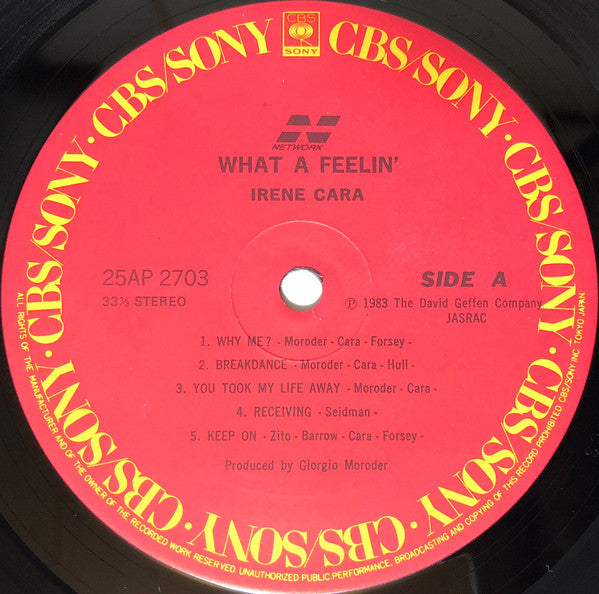 CBS/SONY · CBS/SONY · CBS/SONY · CBS/SONY · CBS/SONY · CBS/SONY
CBS
SONY
NETWORK
WHAT A FEELIN'
IRENE CARA
25AP 2703
33⅓ STEREO
SIDE A
Ⓟ 1983 The David Geffen Company
JASRAC
1. WHY ME? - Moroder - Cara - Forsey -
2. BREAKDANCE - Moroder - Cara - Hull -
3. YOU TOOK MY LIFE AWAY - Moroder - Cara -
4. RECEIVING - Seidman -
5. KEEP ON - Zito - Barrow - Cara - Forsey -
Produced by Giorgio Moroder
ALL RIGHTS OF THE MANUFACTURER AND OF THE OWNER OF THE RECORDED WORK RESERVED. UNAUTHORIZED PUBLIC PERFORMANCE, BROADCASTING AND COPYING OF THIS RECORD PROHIBITED CBS/SONY INC. TOKYO JAPAN